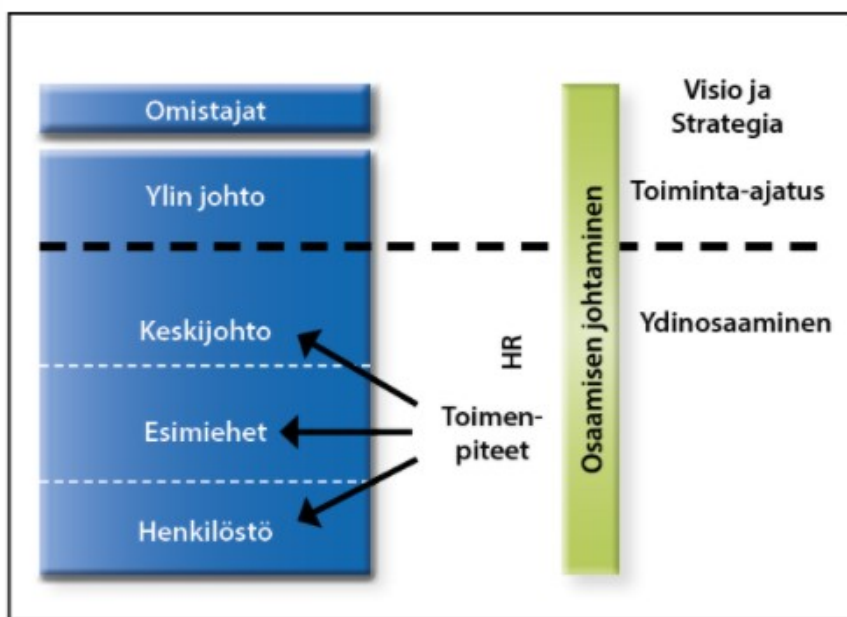 Omistajat
Ylin johto
Keskijohto
Esimiehet
Henkilöstö
HR
Toimen-
piteet
Osaamisen johtaminen
Visio ja
Strategia
Toiminta-ajatus
Ydinosaaminen